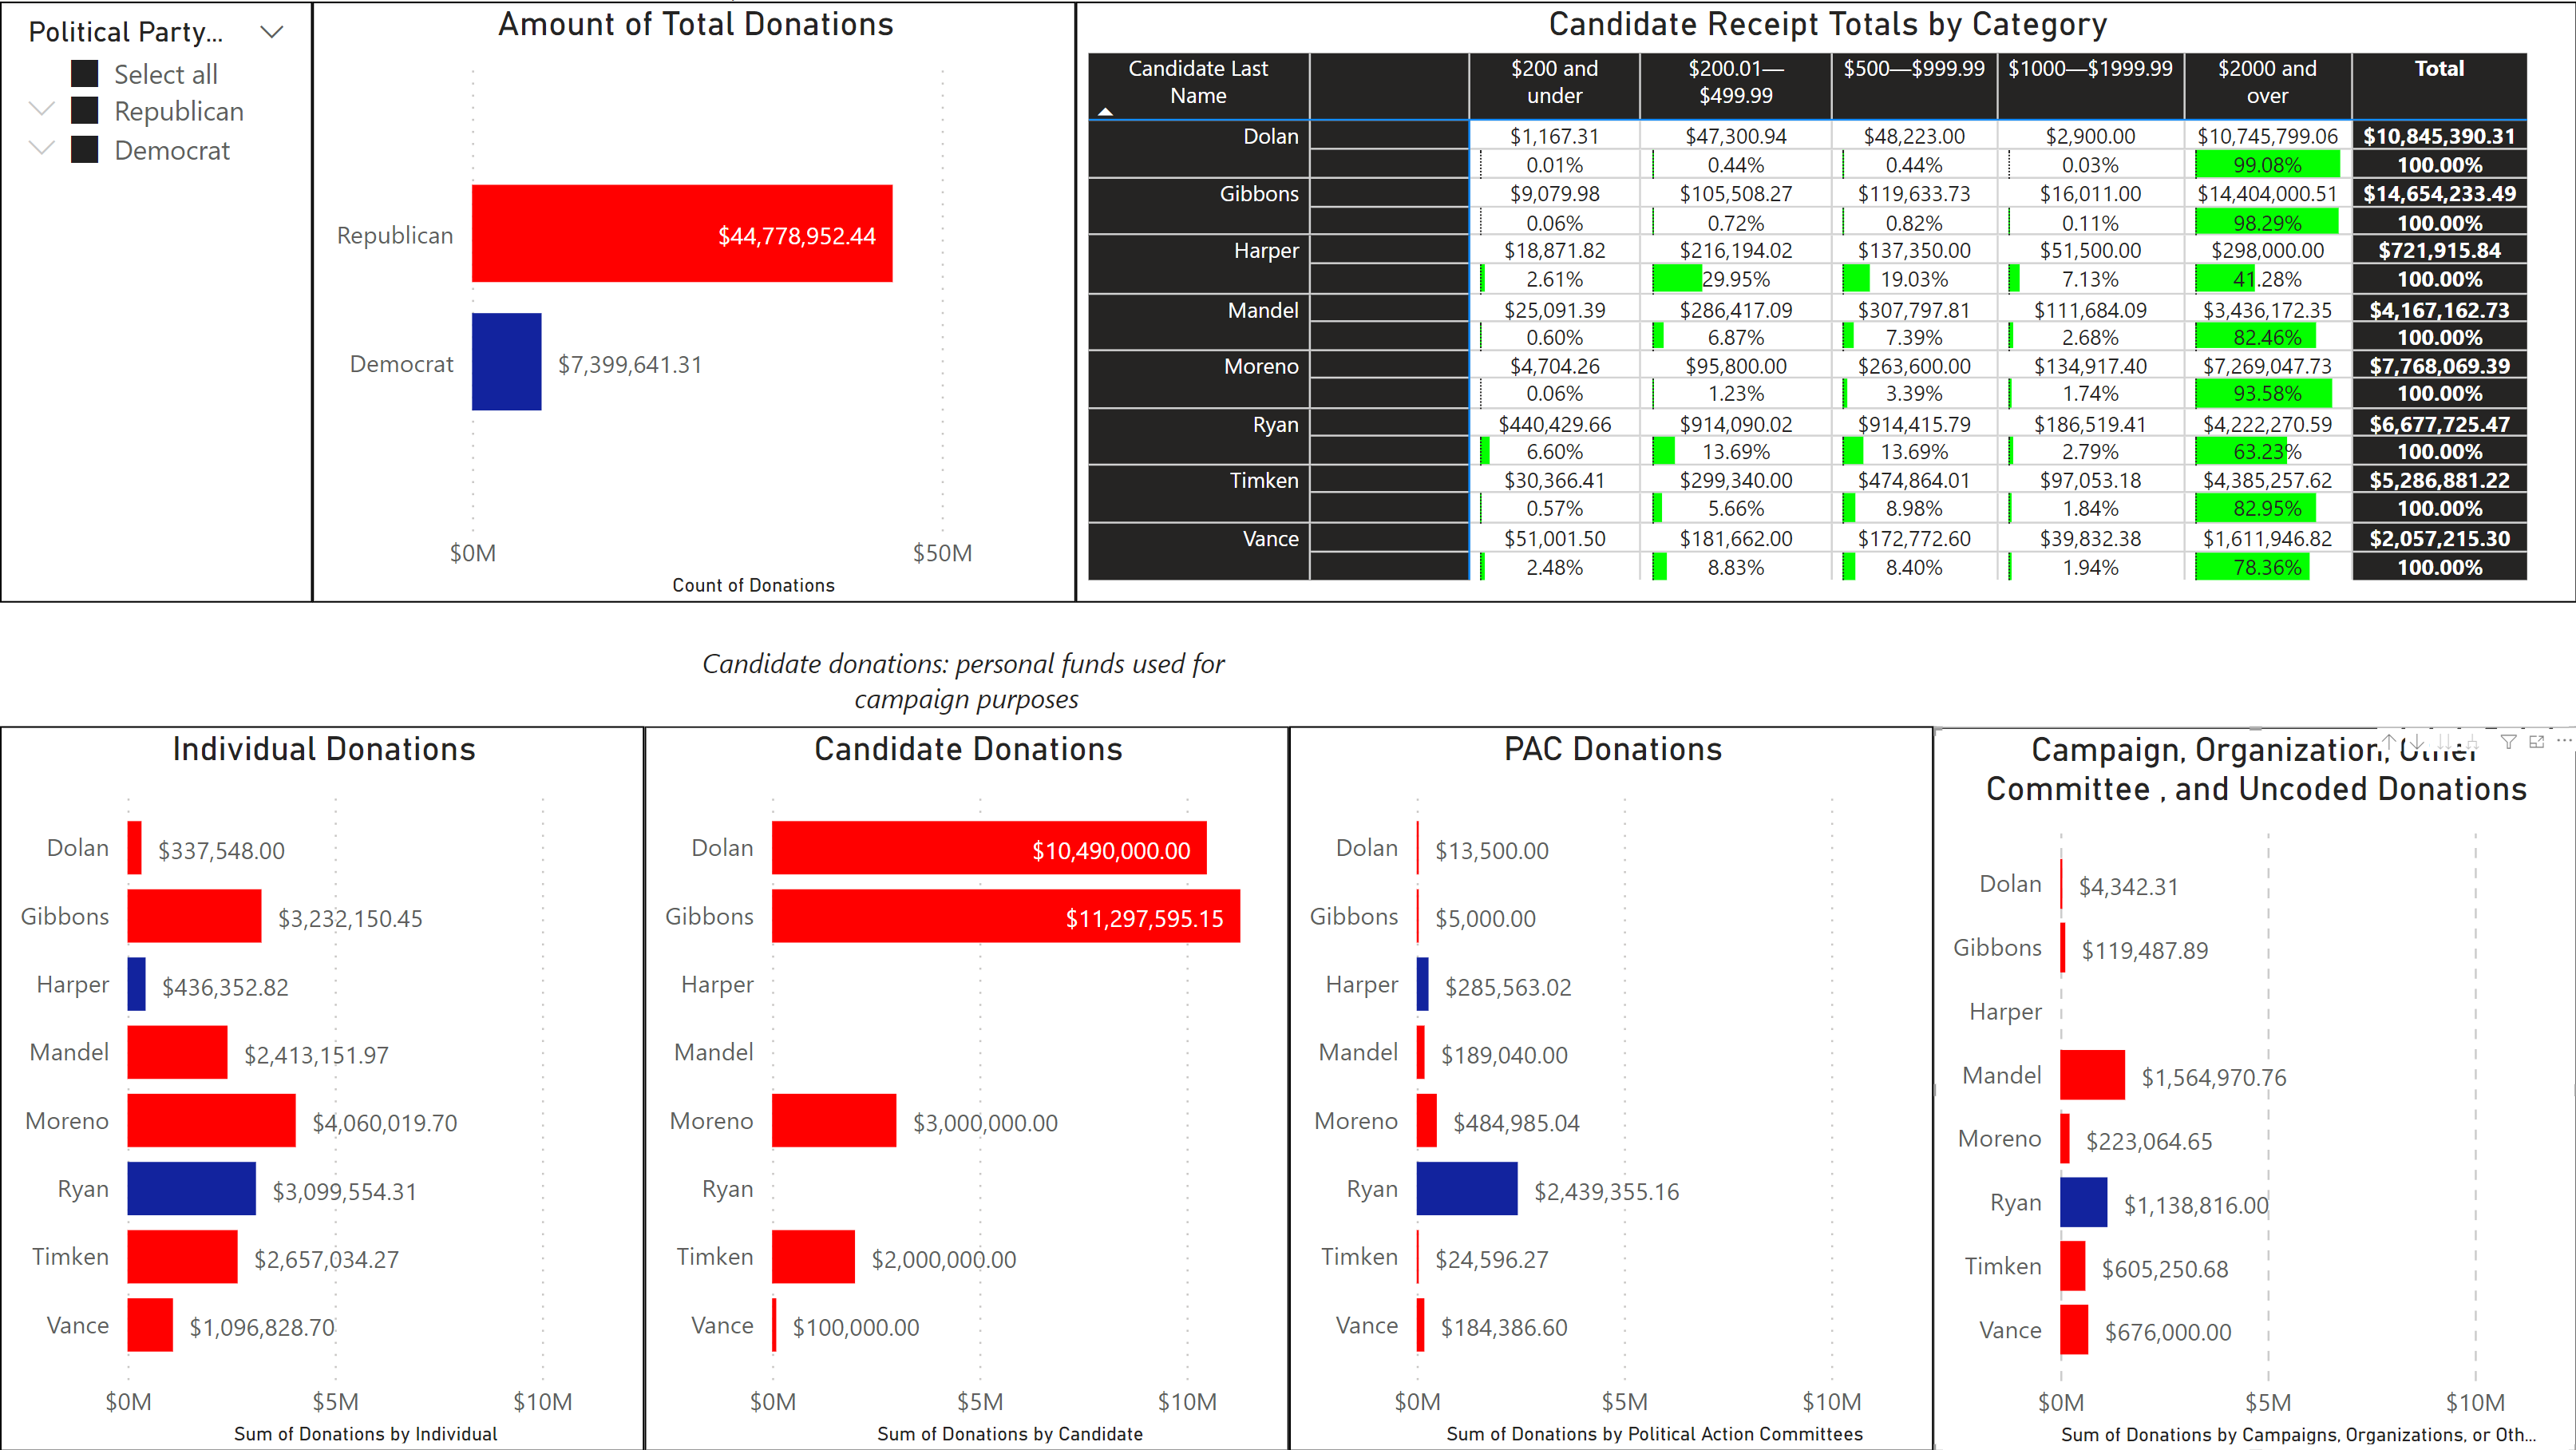 Political Party...
Select all
Republican
Democrat
Amount of Total Donations
Republican
$44,778,952.44
Democrat
$7,399,641.31
$0M $50M
Count of Donations
Candidate Receipt Totals by Category
Candidate Last Name $200 and under $200.01—$499.99 $500—$999.99 $1000—$1999.99 $2000 and over Total
Dolan $1,167.31 $47,300.94 $48,223.00 $2,900.00 $10,745,799.06 $10,845,390.31
0.01% 0.44% 0.44% 0.03% 99.08% 100.00%
Gibbons $9,079.98 $105,508.27 $119,633.73 $16,011.00 $14,404,000.51 $14,654,233.49
0.06% 0.72% 0.82% 0.11% 98.29% 100.00%
Harper $18,871.82 $216,194.02 $137,350.00 $51,500.00 $298,000.00 $721,915.84
2.61% 29.95% 19.03% 7.13% 41.28% 100.00%
Mandel $25,091.39 $286,417.09 $307,797.81 $111,684.09 $3,436,172.35 $4,167,162.73
0.60% 6.87% 7.39% 2.68% 82.46% 100.00%
Moreno $4,704.26 $95,800.00 $263,600.00 $134,917.40 $7,269,047.73 $7,768,069.39
0.06% 1.23% 3.39% 1.74% 93.58% 100.00%
Ryan $440,429.66 $914,090.02 $914,415.79 $186,519.41 $4,222,270.59 $6,677,725.47
6.60% 13.69% 13.69% 2.79% 63.23% 100.00%
Timken $30,366.41 $299,340.00 $474,864.01 $97,053.18 $4,385,257.62 $5,286,881.22
0.57% 5.66% 8.98% 1.84% 82.95% 100.00%
Vance $51,001.50 $181,662.00 $172,772.60 $39,832.38 $1,611,946.82 $2,057,215.30
2.48% 8.83% 8.40% 1.94% 78.36% 100.00%
Candidate donations: personal funds used for
campaign purposes
Individual Donations
Dolan $337,548.00
Gibbons $3,232,150.45
Harper $436,352.82
Mandel $2,413,151.97
Moreno $4,060,019.70
Ryan $3,099,554.31
Timken $2,657,034.27
Vance $1,096,828.70
$0M $5M $10M
Sum of Donations by Individual
Candidate Donations
Dolan $10,490,000.00
Gibbons $11,297,595.15
Harper
Mandel
Moreno $3,000,000.00
Ryan
Timken $2,000,000.00
Vance $100,000.00
$0M $5M $10M
Sum of Donations by Candidate
PAC Donations
Dolan $13,500.00
Gibbons $5,000.00
Harper $285,563.02
Mandel $189,040.00
Moreno $484,985.04
Ryan $2,439,355.16
Timken $24,596.27
Vance $184,386.60
$0M $5M $10M
Sum of Donations by Political Action Committees
Campaign, Organization, Other
Committee , and Uncoded Donations
Dolan $4,342.31
Gibbons $119,487.89
Harper
Mandel $1,564,970.76
Moreno $223,064.65
Ryan $1,138,816.00
Timken $605,250.68
Vance $676,000.00
$0M $5M $10M
Sum of Donations by Campaigns, Organizations, or Oth...